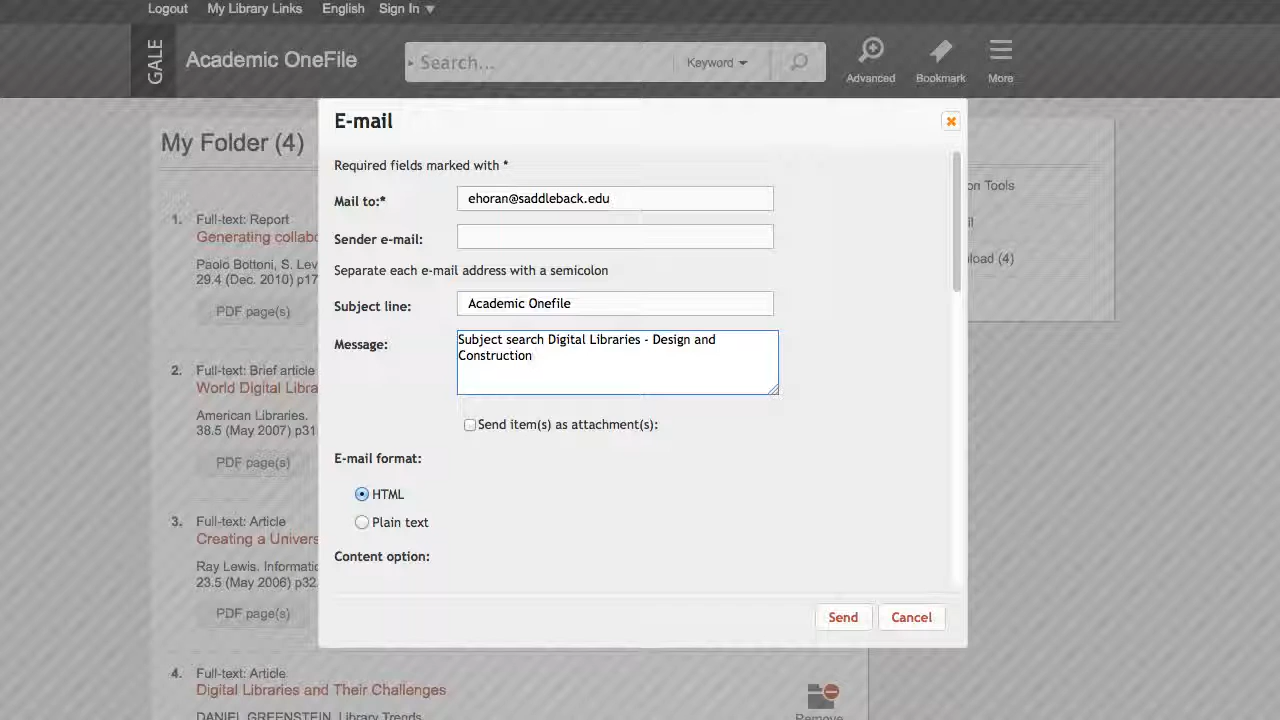 Logout My Library Links English Sign In
GALE Academic OneFile Search... Keyword Advanced Bookmark More
E-mail
My Folder (4)
Required fields marked with *
Mail to:* ehoran@saddleback.edu
on Tools
1. Full-text: Report
Generating collabo
Sender e-mail:
Paolo Bottoni, S. Lev
29.4 (Dec. 2010) p17
Separate each e-mail address with a semicolon
load (4)
PDF page(s)
Subject line: Academic Onefile
Message: Subject search Digital Libraries - Design and
Construction
2. Full-text: Brief article
World Digital Libra
American Libraries.
38.5 (May 2007) p31
Send item(s) as attachment(s):
PDF page(s)
E-mail format:
HTML
3. Full-text: Article
Plain text
Creating a Univers
Content option:
Ray Lewis. Informatio
23.5 (May 2006) p32
PDF page(s)
Send Cancel
4. Full-text: Article
Digital Libraries and Their Challenges
DANIEL GREENSTEIN. Library Trends
Remove